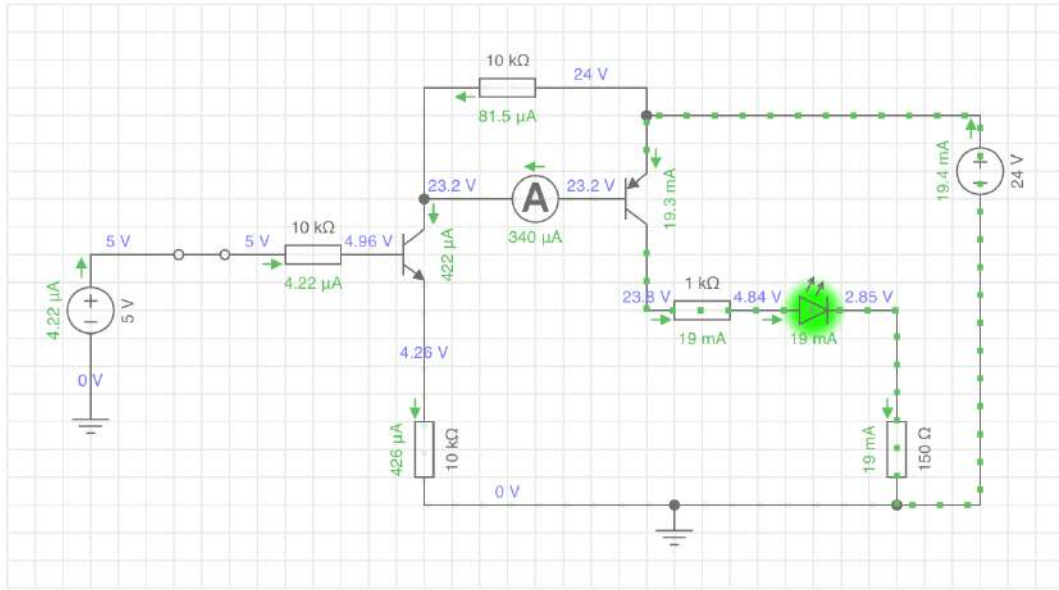 10 kΩ
24 V
81.5 μA
23.2 V
A
23.2 V
340 μA
19.3 mA
19.4 mA
+
−
24 V
10 kΩ
5 V
5 V
4.96 V
4.22 μA
422 μA
4.22 μA
+
−
5 V
1 kΩ
23.8 V
4.84 V
2.85 V
19 mA
19 mA
4.26 V
0 V
426 μA
10 kΩ
19 mA
150 Ω
0 V